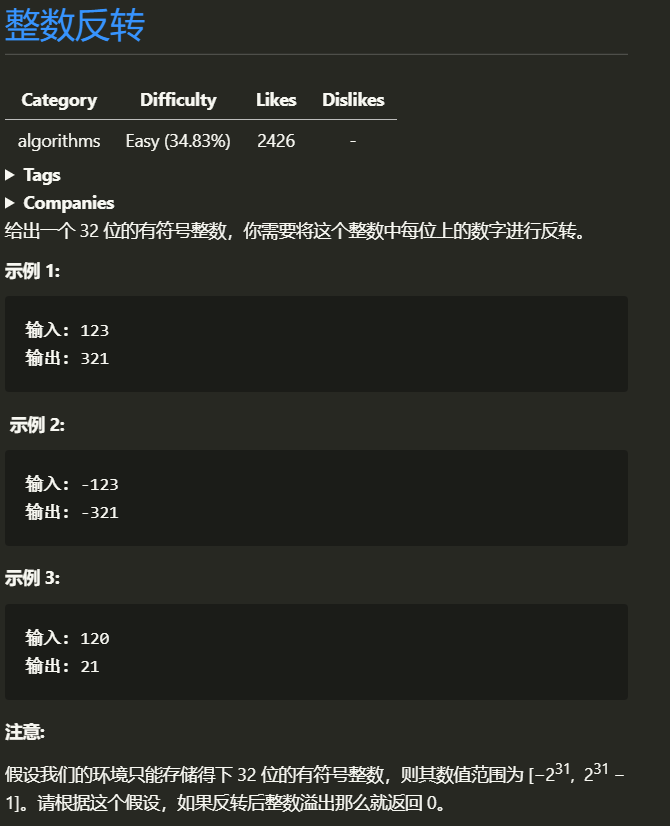 整数反转
Category Difficulty Likes Dislikes
algorithms Easy (34.83%) 2426 -
▶ Tags
▶ Companies
给出一个 32 位的有符号整数，你需要将这个整数中每位上的数字进行反转。
示例 1:
输入: 123
输出: 321
示例 2:
输入: -123
输出: -321
示例 3:
输入: 120
输出: 21
注意:
假设我们的环境只能存储得下 32 位的有符号整数，则其数值范围为 [−2³¹, 2³¹ −
1]。请根据这个假设，如果反转后整数溢出那么就返回 0。